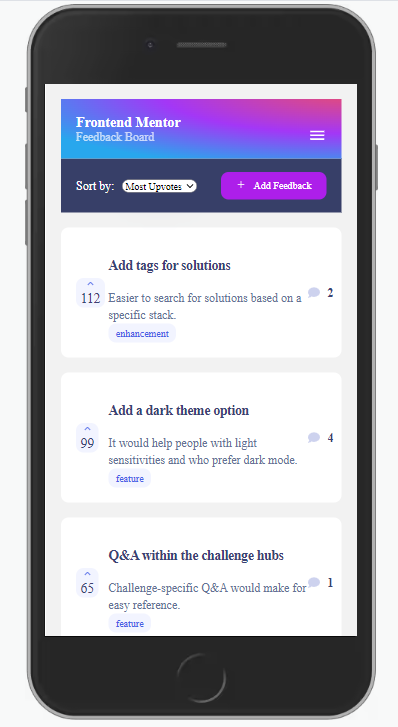 Frontend Mentor
Feedback Board
Sort by: Most Upvotes + Add Feedback
Add tags for solutions
112 Easier to search for solutions based on a 2
specific stack.
enhancement
Add a dark theme option
99 It would help people with light 4
sensitivities and who prefer dark mode.
feature
Q&A within the challenge hubs
65 Challenge-specific Q&A would make for 1
easy reference.
feature